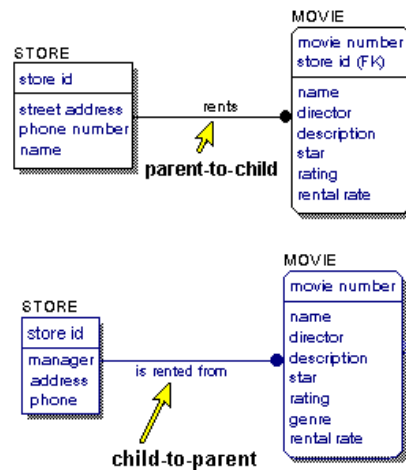 STORE
store id
street address
phone number
name
rents
parent-to-child
MOVIE
movie number
store id (FK)
name
director
description
star
rating
rental rate
STORE
store id
manager
address
phone
is rented from
child-to-parent
MOVIE
movie number
name
director
description
star
rating
genre
rental rate